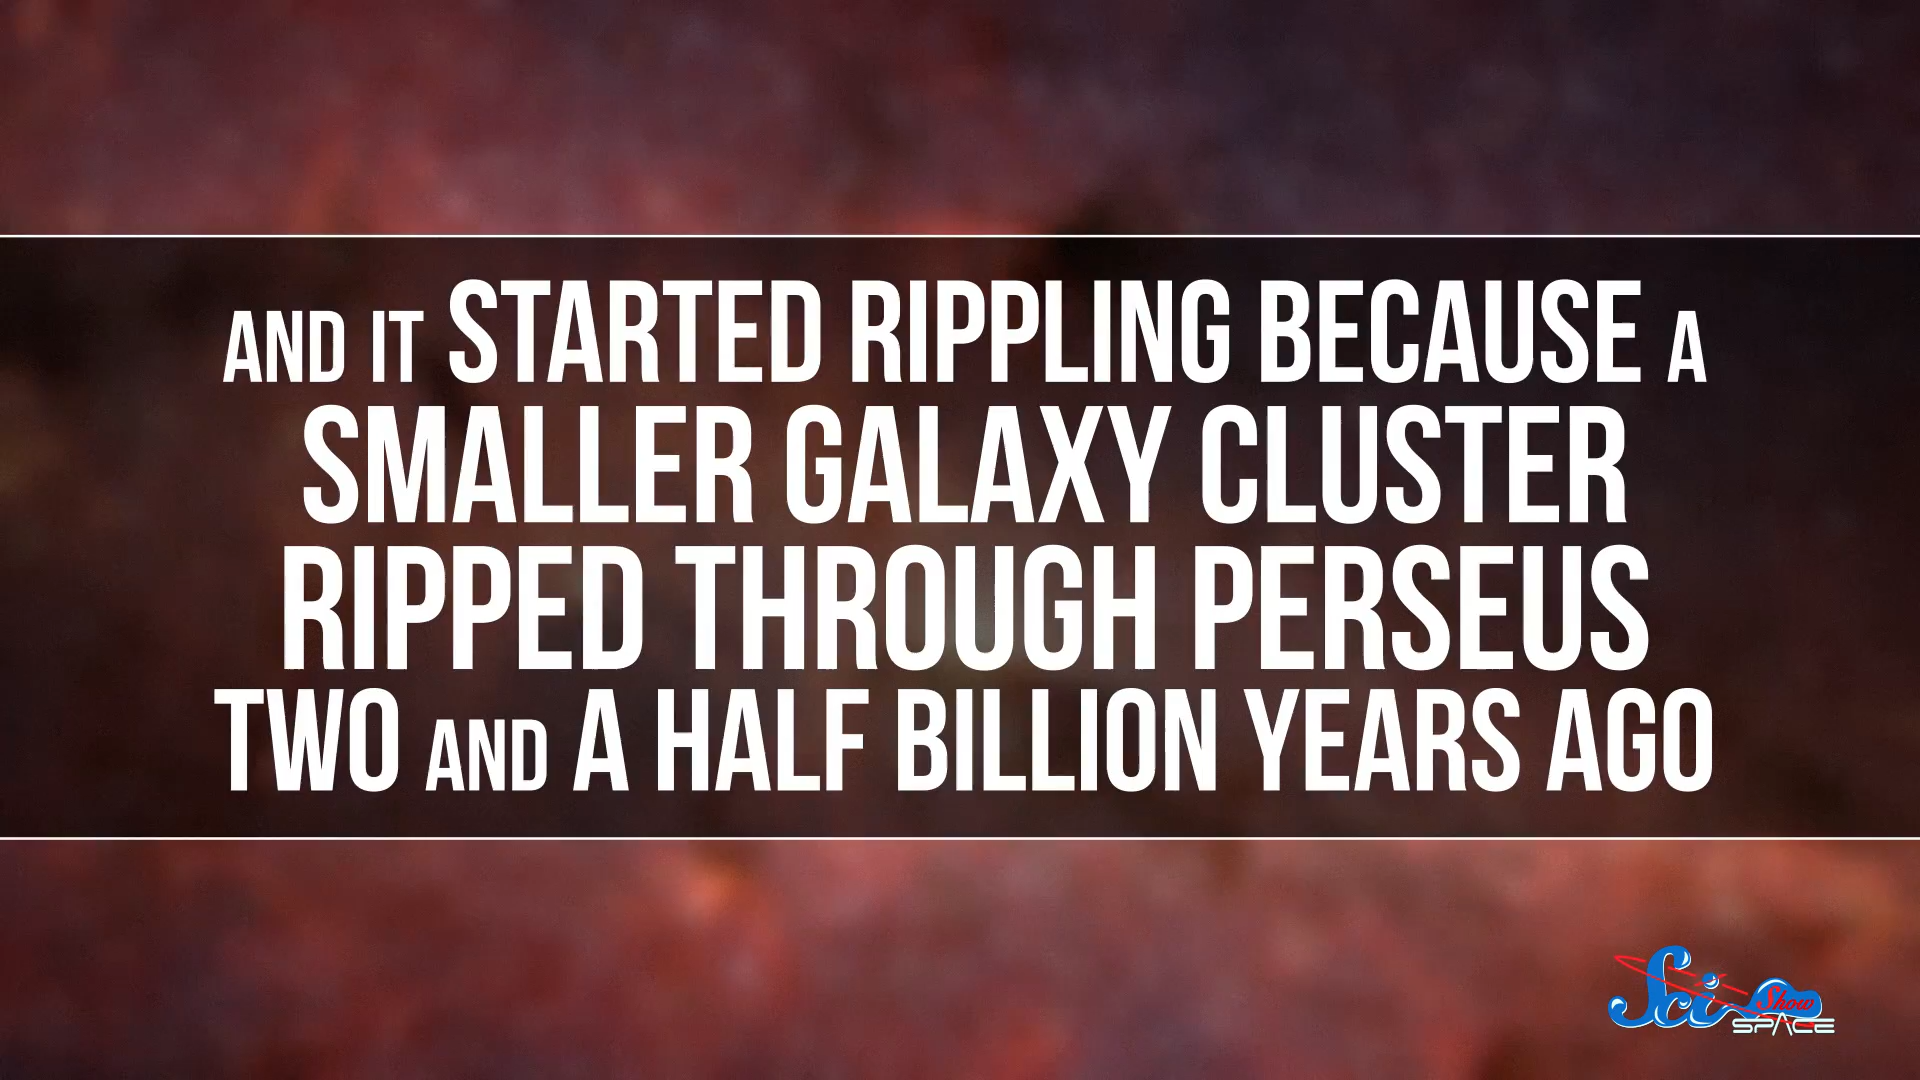 AND IT STARTED RIPPLING BECAUSE A
SMALLER GALAXY CLUSTER
RIPPED THROUGH PERSEUS
TWO AND A HALF BILLION YEARS AGO
Sci Show
SPACE